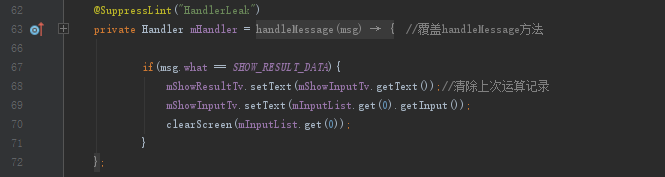 62 @SuppressLint("HandlerLeak")
63 private Handler mHandler = handleMessage(msg) → { //覆盖handleMessage方法
66
67 if(msg.what == SHOW_RESULT_DATA){
68 mShowResultTv.setText(mShowInputTv.getText());//清除上次运算记录
69 mShowInputTv.setText(mInputList.get(0).getInput());
70 clearScreen(mInputList.get(0));
71 }
72 };